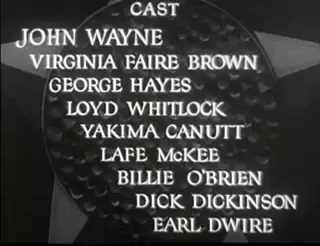 CAST
JOHN WAYNE
VIRGINIA FAIRE BROWN
GEORGE HAYES
LOYD WHITLOCK
YAKIMA CANUTT
LAFE McKEE
BILLIE O'BRIEN
DICK DICKINSON
EARL DWIRE